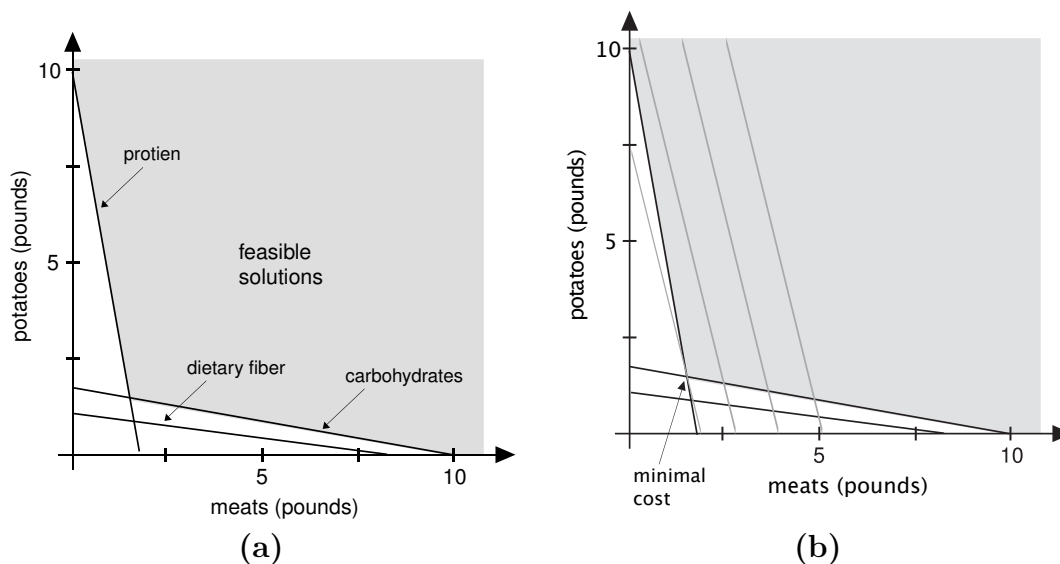 10
protien
potatoes (pounds)
feasible
solutions
5
dietary fiber
carbohydrates
5
10
meats (pounds)
(a)
10
potatoes (pounds)
5
minimal
cost
5
10
meats (pounds)
(b)